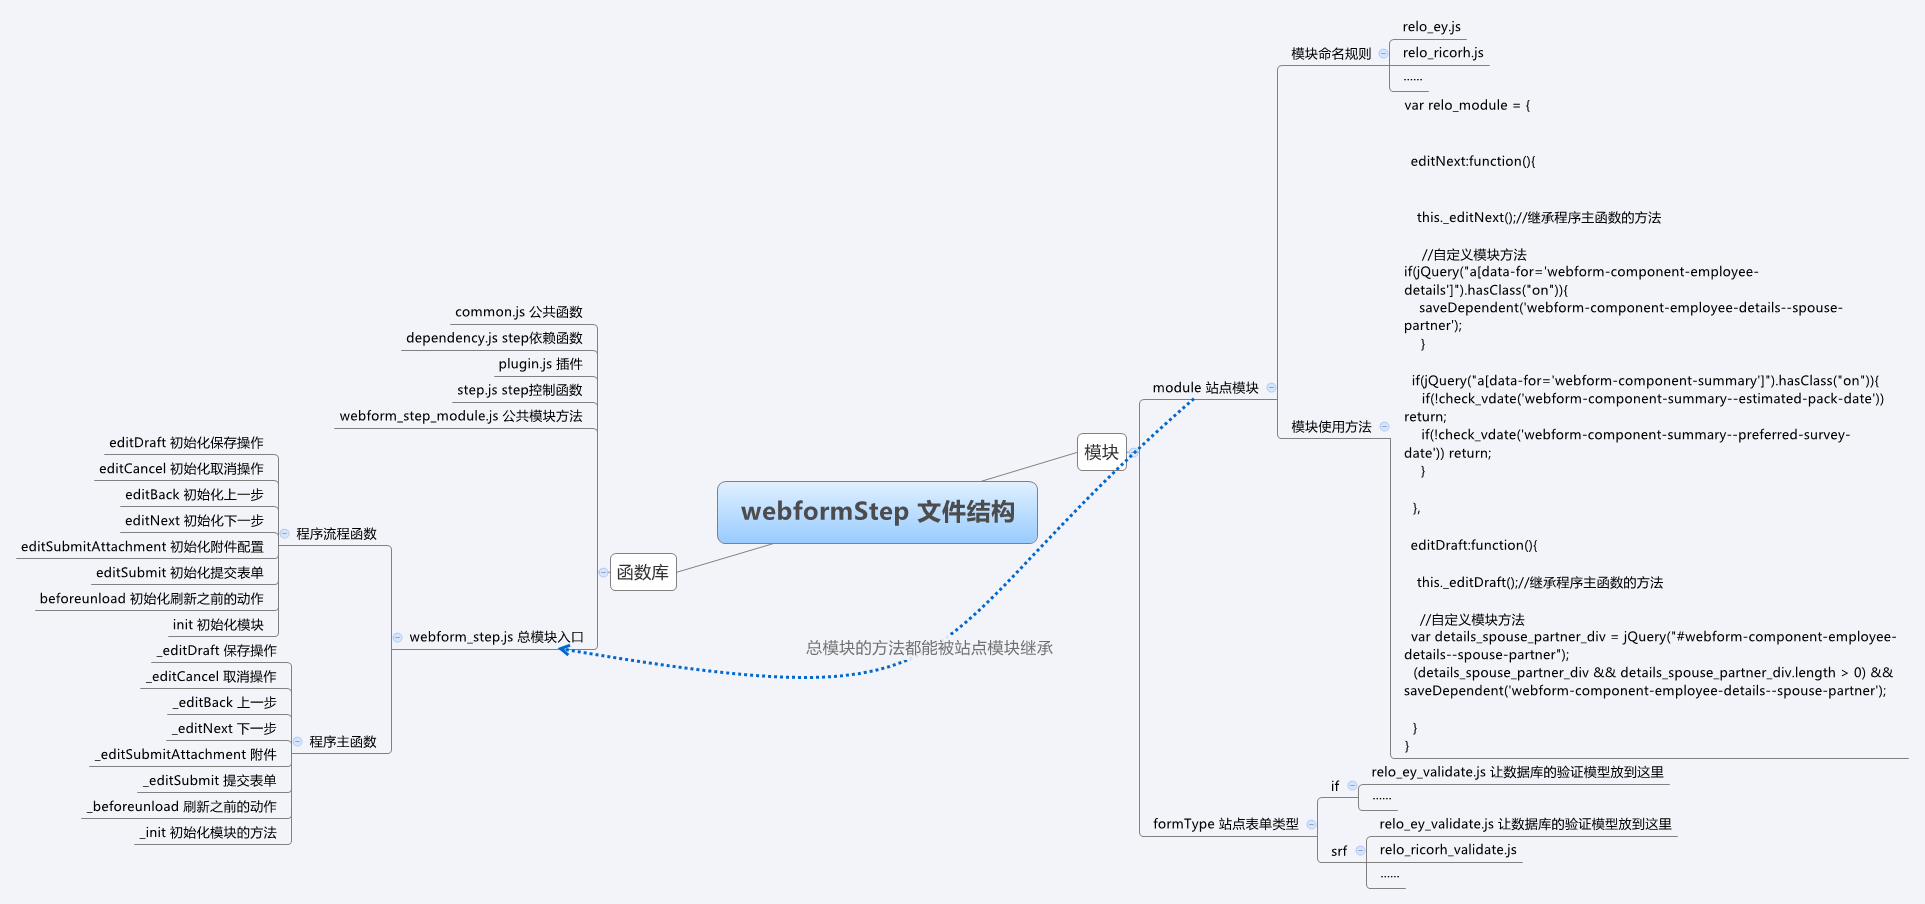 webformStep 文件结构
模块
module 站点模块
模块命名规则
relo_ey.js
relo_ricorh.js
......
模块使用方法
var relo_module = {
editNext:function(){
this._editNext();//继承程序主函数的方法
//自定义模块方法
if(jQuery("a[data-for='webform-component-employee-
details']").hasClass("on")){
saveDependent('webform-component-employee-details--spouse-
partner');
}
if(jQuery("a[data-for='webform-component-summary']").hasClass("on")){
if(!check_vdate('webform-component-summary--estimated-pack-date'))
return;
if(!check_vdate('webform-component-summary--preferred-survey-
date')) return;
}
},
editDraft:function(){
this._editDraft();//继承程序主函数的方法
//自定义模块方法
var details_spouse_partner_div = jQuery("#webform-component-employee-
details--spouse-partner");
(details_spouse_partner_div && details_spouse_partner_div.length > 0) &&
saveDependent('webform-component-employee-details--spouse-partner');
}
}
formType 站点表单类型
if
relo_ey_validate.js 让数据库的验证模型放到这里
......
srf
relo_ey_validate.js 让数据库的验证模型放到这里
relo_ricorh_validate.js
......
函数库
common.js 公共函数
dependency.js step依赖函数
plugin.js 插件
step.js step控制函数
webform_step_module.js 公共模块方法
webform_step.js 总模块入口
程序流程函数
editDraft 初始化保存操作
editCancel 初始化取消操作
editBack 初始化上一步
editNext 初始化下一步
editSubmitAttachment 初始化附件配置
editSubmit 初始化提交表单
beforeunload 初始化刷新之前的动作
init 初始化模块
程序主函数
_editDraft 保存操作
_editCancel 取消操作
_editBack 上一步
_editNext 下一步
_editSubmitAttachment 附件
_editSubmit 提交表单
_beforeunload 刷新之前的动作
_init 初始化模块的方法
总模块的方法都能被站点模块继承